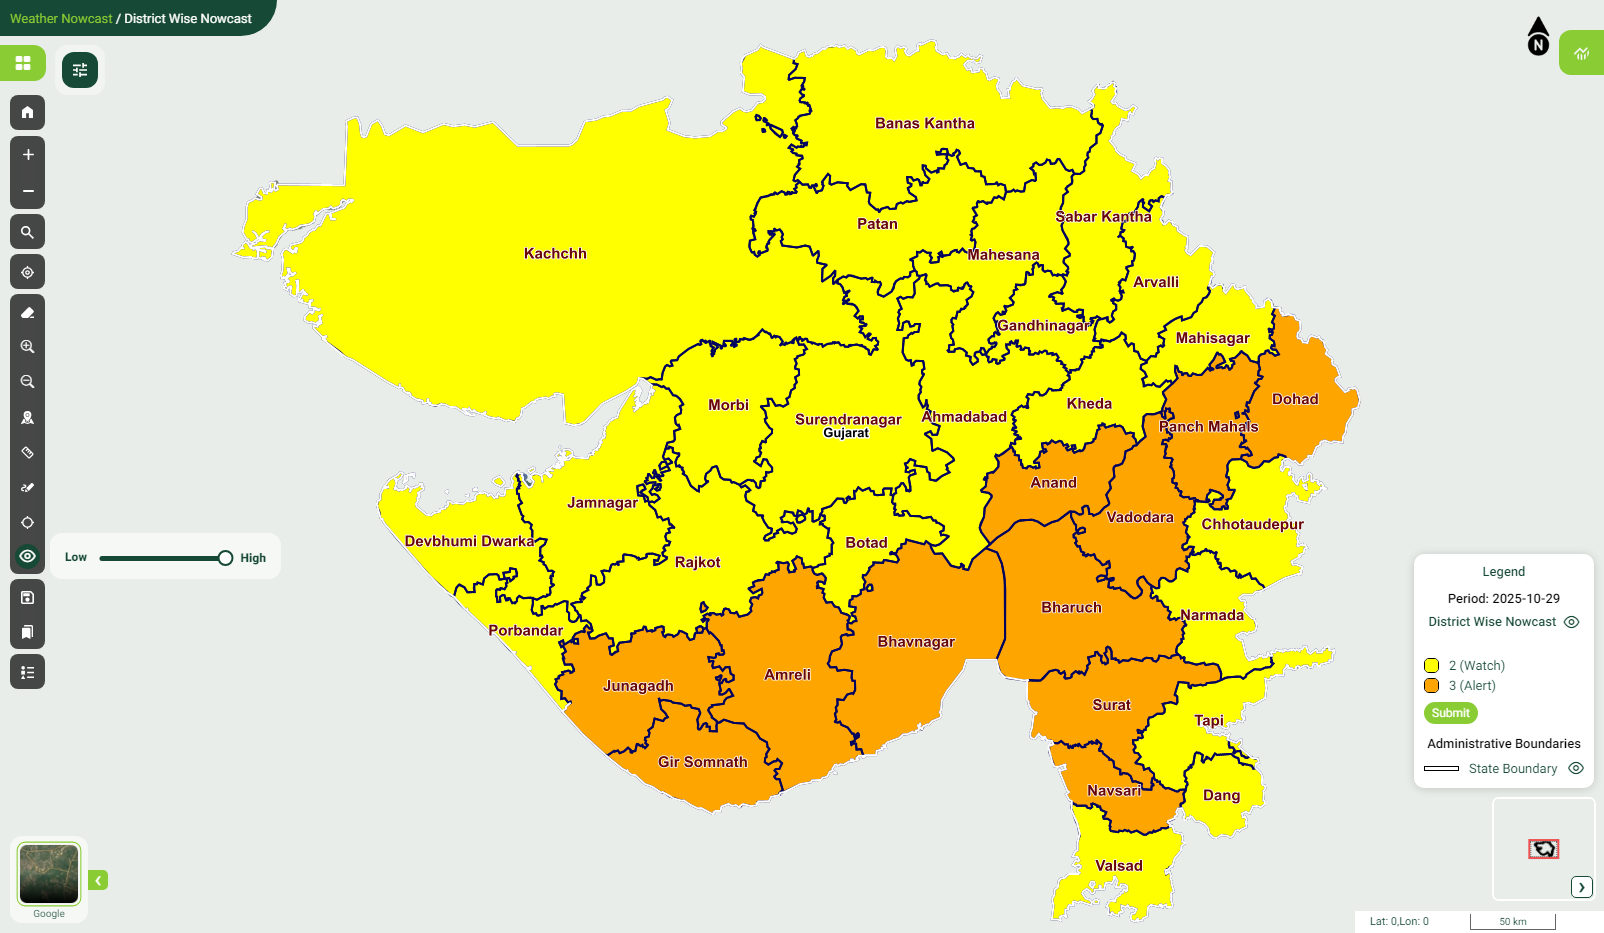 Weather Nowcast / District Wise Nowcast
N
Banas Kantha
Patan
Sabar Kantha
Kachchh
Mahesana
Arvalli
Gandhinagar
Mahisagar
Morbi
Surendranagar
Gujarat
Ahmadabad
Kheda
Panch Mahals
Dohad
Jamnagar
Anand
Vadodara
Chhotaudepur
Devbhumi Dwarka
Botad
Rajkot
Low
High
Bharuch
Narmada
Porbandar
Bhavnagar
Junagadh
Amreli
Surat
Tapi
Gir Somnath
Navsari
Dang
Valsad
Legend
Period: 2025-10-29
District Wise Nowcast
2 (Watch)
3 (Alert)
Submit
Administrative Boundaries
State Boundary
Google
Lat: 0,Lon: 0
50 km